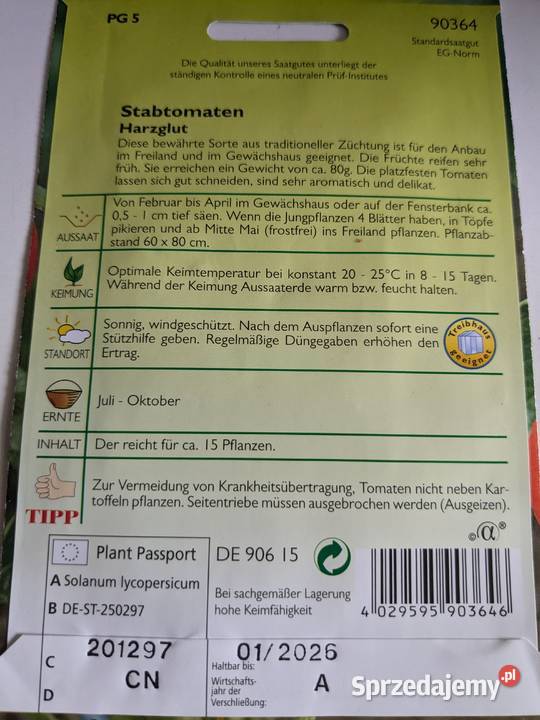 PG 5
90364
Standardsaatgut
EG-Norm
Die Qualität unseres Saatgutes unterliegt der
ständigen Kontrolle eines neutralen Prüf-Institutes
Stabtomaten
Harzglut
Diese bewährte Sorte aus traditioneller Züchtung ist für den Anbau
im Freiland und im Gewächshaus geeignet. Die Früchte reifen sehr
früh. Sie erreichen ein Gewicht von ca. 80g. Die platzfesten Tomaten
lassen sich gut schneiden, sind sehr aromatisch und delikat.
AUSSAAT
Von Februar bis April im Gewächshaus oder auf der Fensterbank ca.
0,5 - 1 cm tief säen. Wenn die Jungpflanzen 4 Blätter haben, in Töpfe
pikieren und ab Mitte Mai (frostfrei) ins Freiland pflanzen. Pflanzab-
stand 60 x 80 cm.
KEIMUNG
Optimale Keimtemperatur bei konstant 20 - 25°C in 8 - 15 Tagen.
Während der Keimung Aussaaterde warm bzw. feucht halten.
STANDORT
Sonnig, windgeschützt. Nach dem Auspflanzen sofort eine
Stützhilfe geben. Regelmäßige Düngegaben erhöhen den
Ertrag.
Treibhaus
geeignet
ERNTE
Juli - Oktober
INHALT
Der reicht für ca. 15 Pflanzen.
TIPP
Zur Vermeidung von Krankheitsübertragung, Tomaten nicht neben Kar-
toffeln pflanzen. Seitentriebe müssen ausgebrochen werden (Ausgeizen).
©α®
Plant Passport
A Solanum lycopersicum
B DE-ST-250297
DE 906 15
Bei sachgemäßer Lagerung
hohe Keimfähigkeit
4 029595 903646
C 201297
D CN
01/2026
Haltbar bis:
Wirtschafts-
jahr der
Verschließung:
A
Sprzedajemy.pl